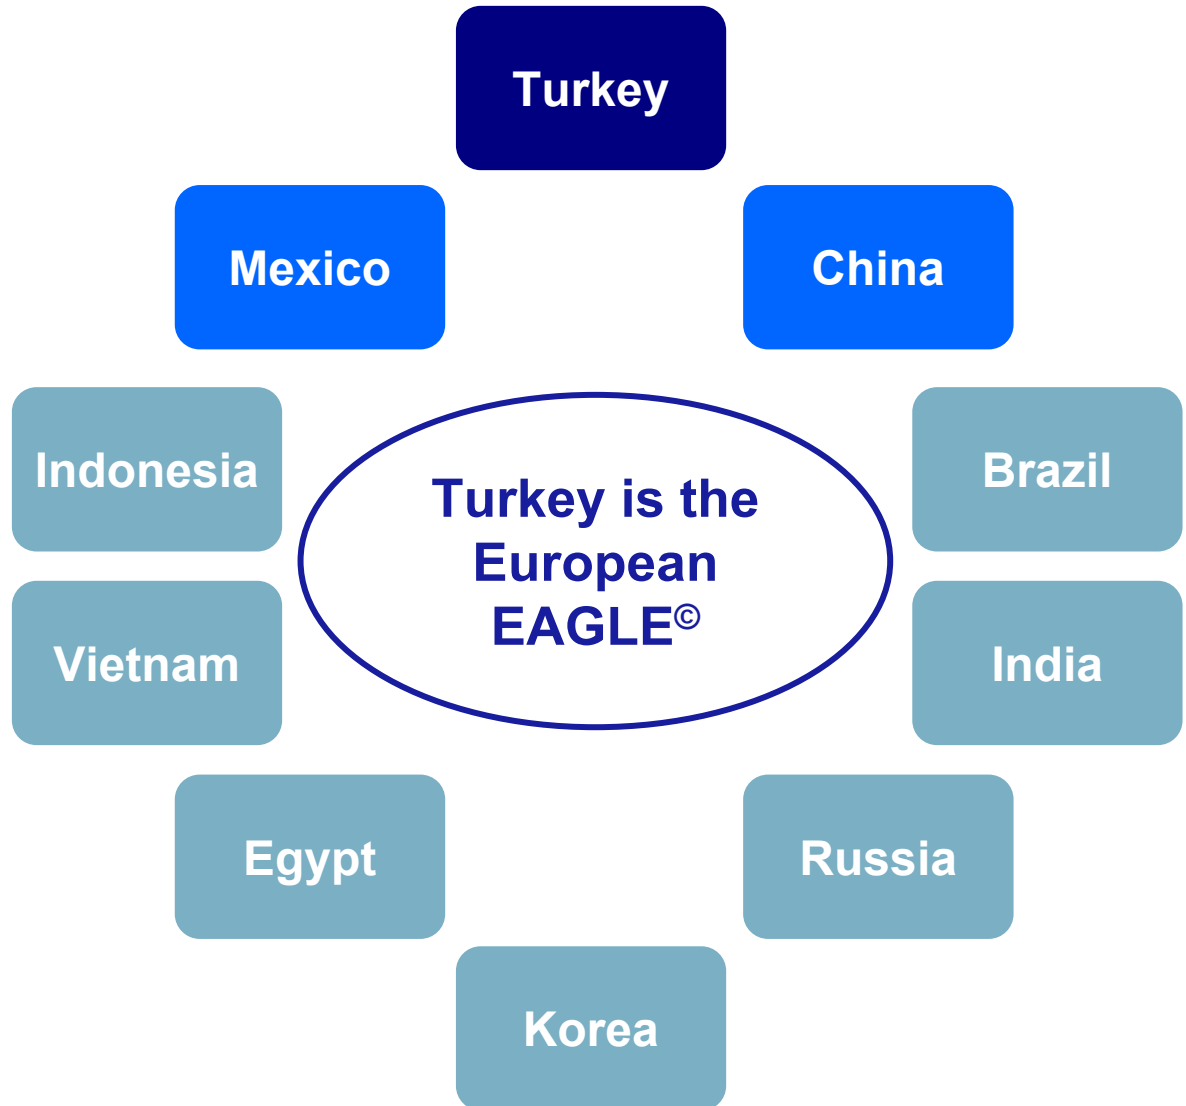 Turkey
Mexico
China
Indonesia
Brazil
Turkey is the
European
EAGLE©
Vietnam
India
Egypt
Russia
Korea